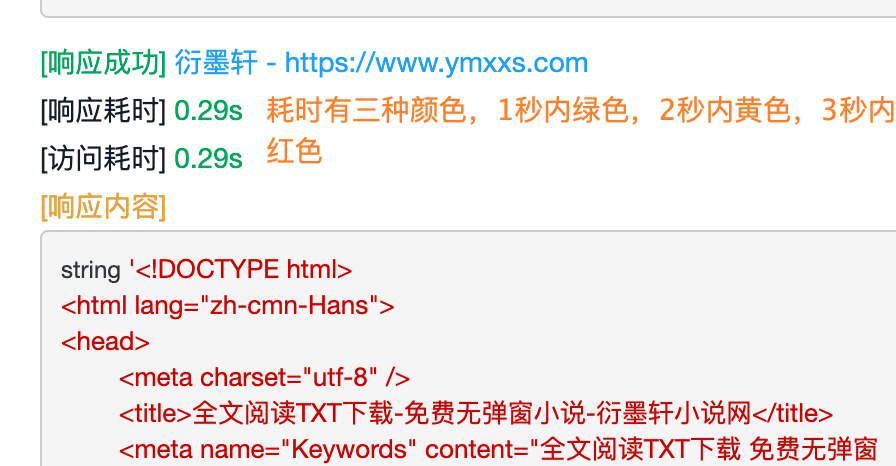 [响应成功] 衍墨轩 - https://www.ymxxs.com
[响应耗时] 0.29s 耗时有三种颜色，1秒内绿色，2秒内黄色，3秒内
红色
[访问耗时] 0.29s
[响应内容]
string '<!DOCTYPE html>
<html lang="zh-cmn-Hans">
<head>
<meta charset="utf-8" />
<title>全文阅读TXT下载-免费无弹窗小说-衍墨轩小说网</title>
<meta name="Keywords" content="全文阅读TXT下载 免费无弹窗